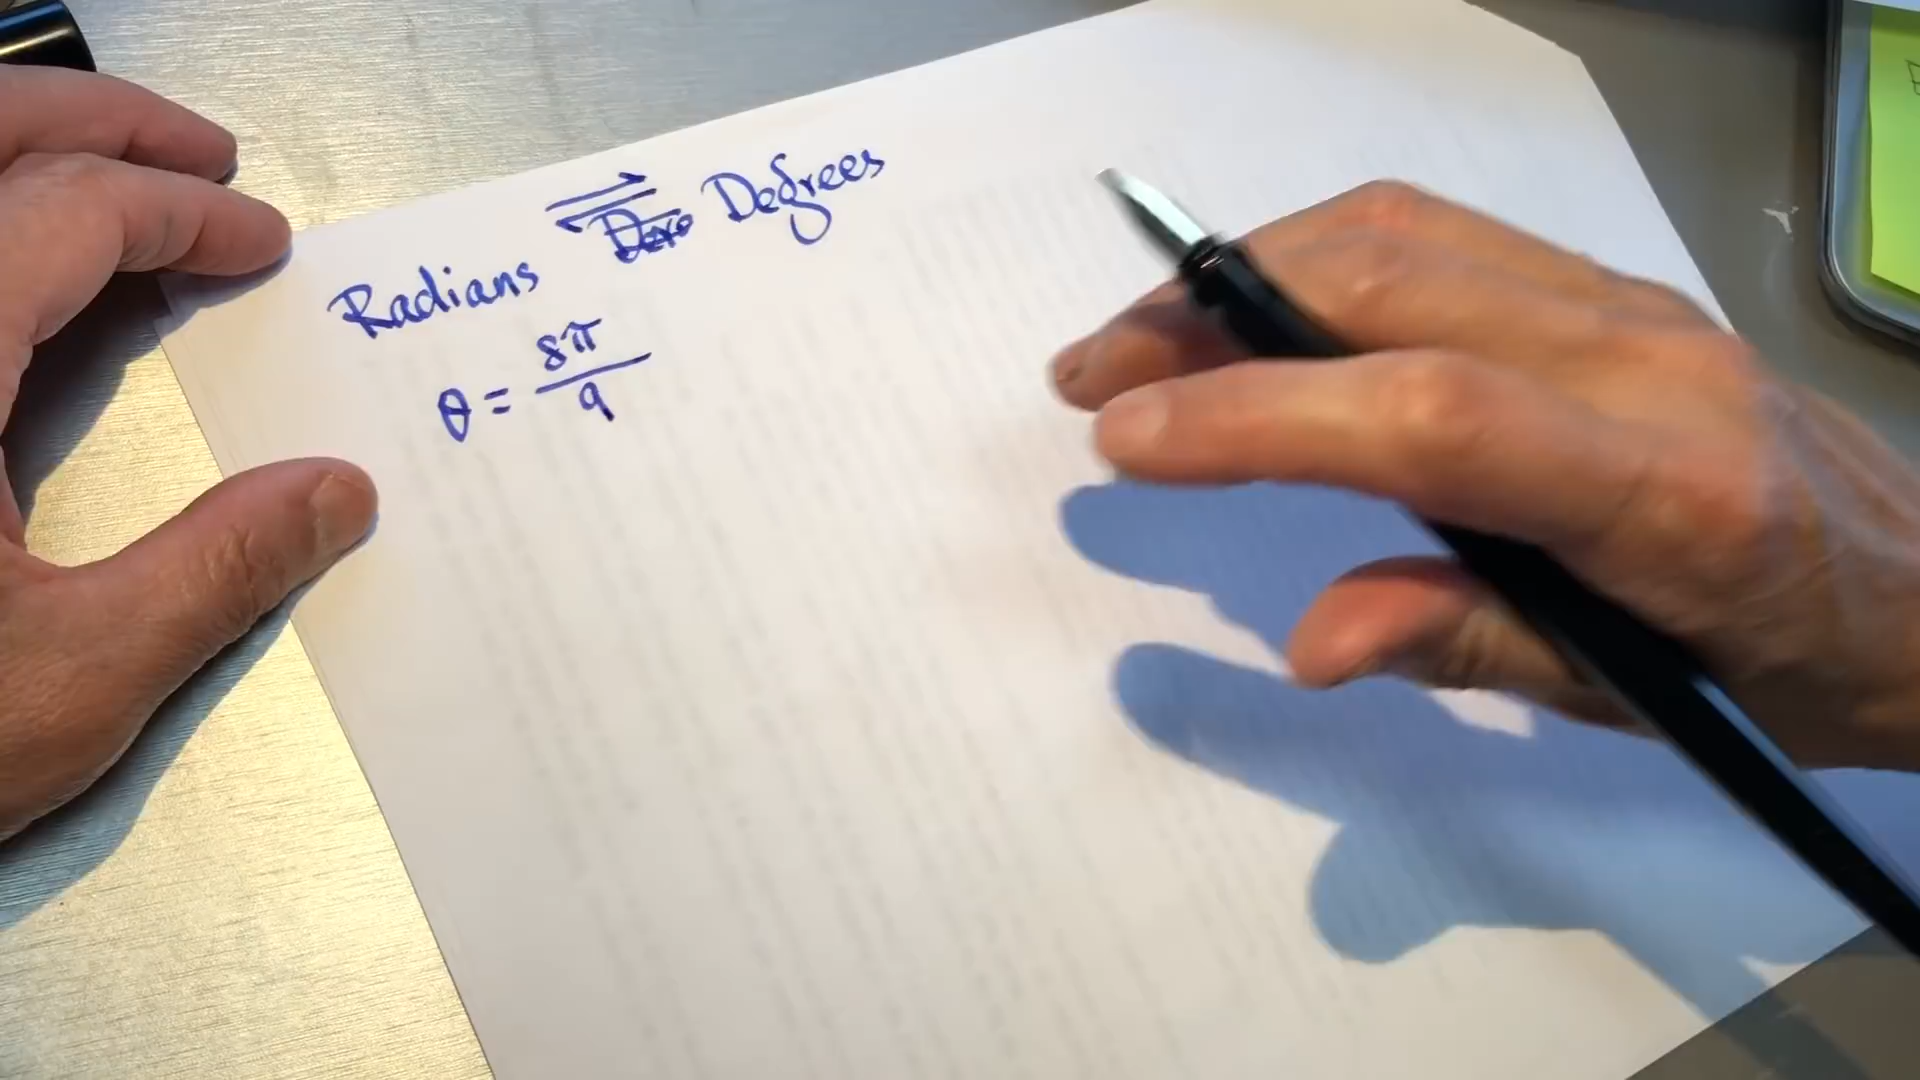 Radians ⇌ Degrees
θ = 8π/9